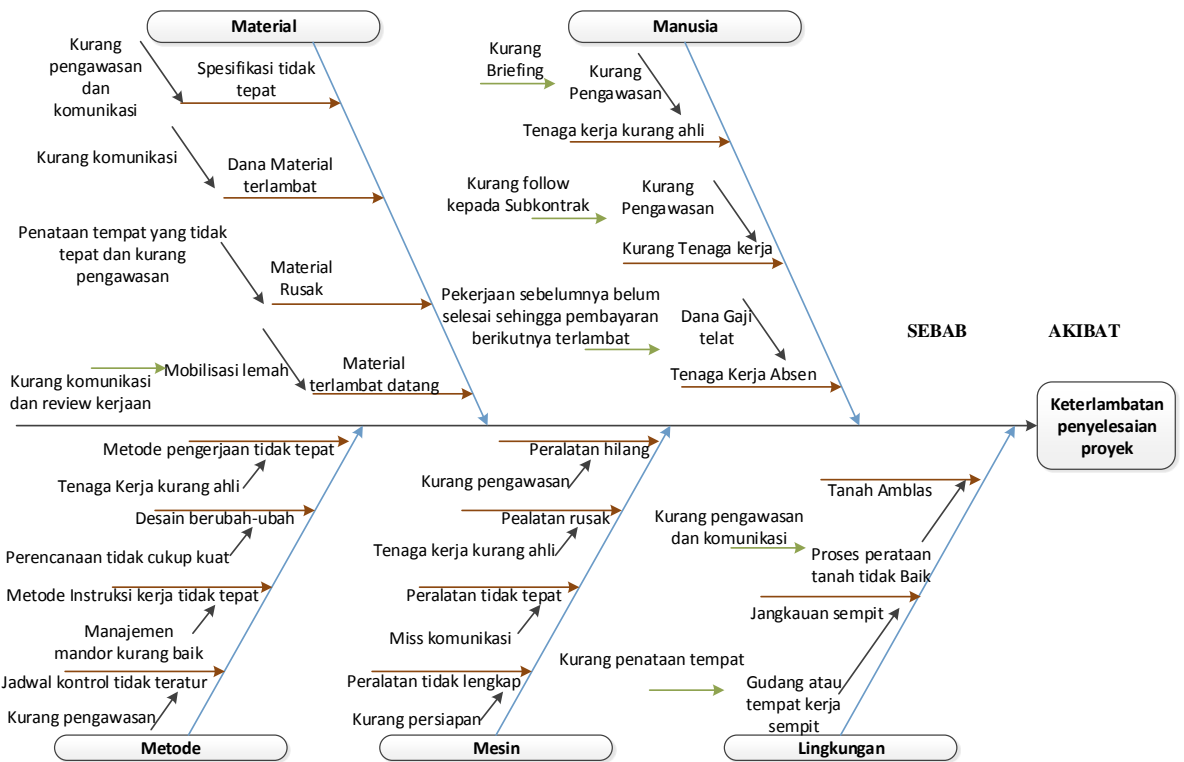 Material
Manusia
Kurang
pengawasan
dan
komunikasi
Spesifikasi tidak
tepat
Kurang komunikasi
Dana Material
terlambat
Penataan tempat yang tidak
tepat dan kurang
pengawasan
Material
Rusak
Mobilisasi lemah
Kurang komunikasi
dan review kerjaan
Material
terlambat datang
Kurang
Briefing
Kurang
Pengawasan
Tenaga kerja kurang ahli
Kurang follow
kepada Subkontrak
Kurang
Pengawasan
Kurang Tenaga kerja
Pekerjaan sebelumnya belum
selesai sehingga pembayaran
berikutnya terlambat
Dana Gaji
telat
Tenaga Kerja Absen
SEBAB
AKIBAT
Keterlambatan
penyelesaian
proyek
Metode pengerjaan tidak tepat
Tenaga Kerja kurang ahli
Desain berubah-ubah
Perencanaan tidak cukup kuat
Metode Instruksi kerja tidak tepat
Manajemen
mandor kurang baik
Jadwal kontrol tidak teratur
Kurang pengawasan
Peralatan hilang
Kurang pengawasan
Pealatan rusak
Tenaga kerja kurang ahli
Peralatan tidak tepat
Miss komunikasi
Peralatan tidak lengkap
Kurang persiapan
Tanah Amblas
Kurang pengawasan
dan komunikasi
Proses perataan
tanah tidak Baik
Jangkauan sempit
Kurang penataan tempat
Gudang atau
tempat kerja
sempit
Metode
Mesin
Lingkungan